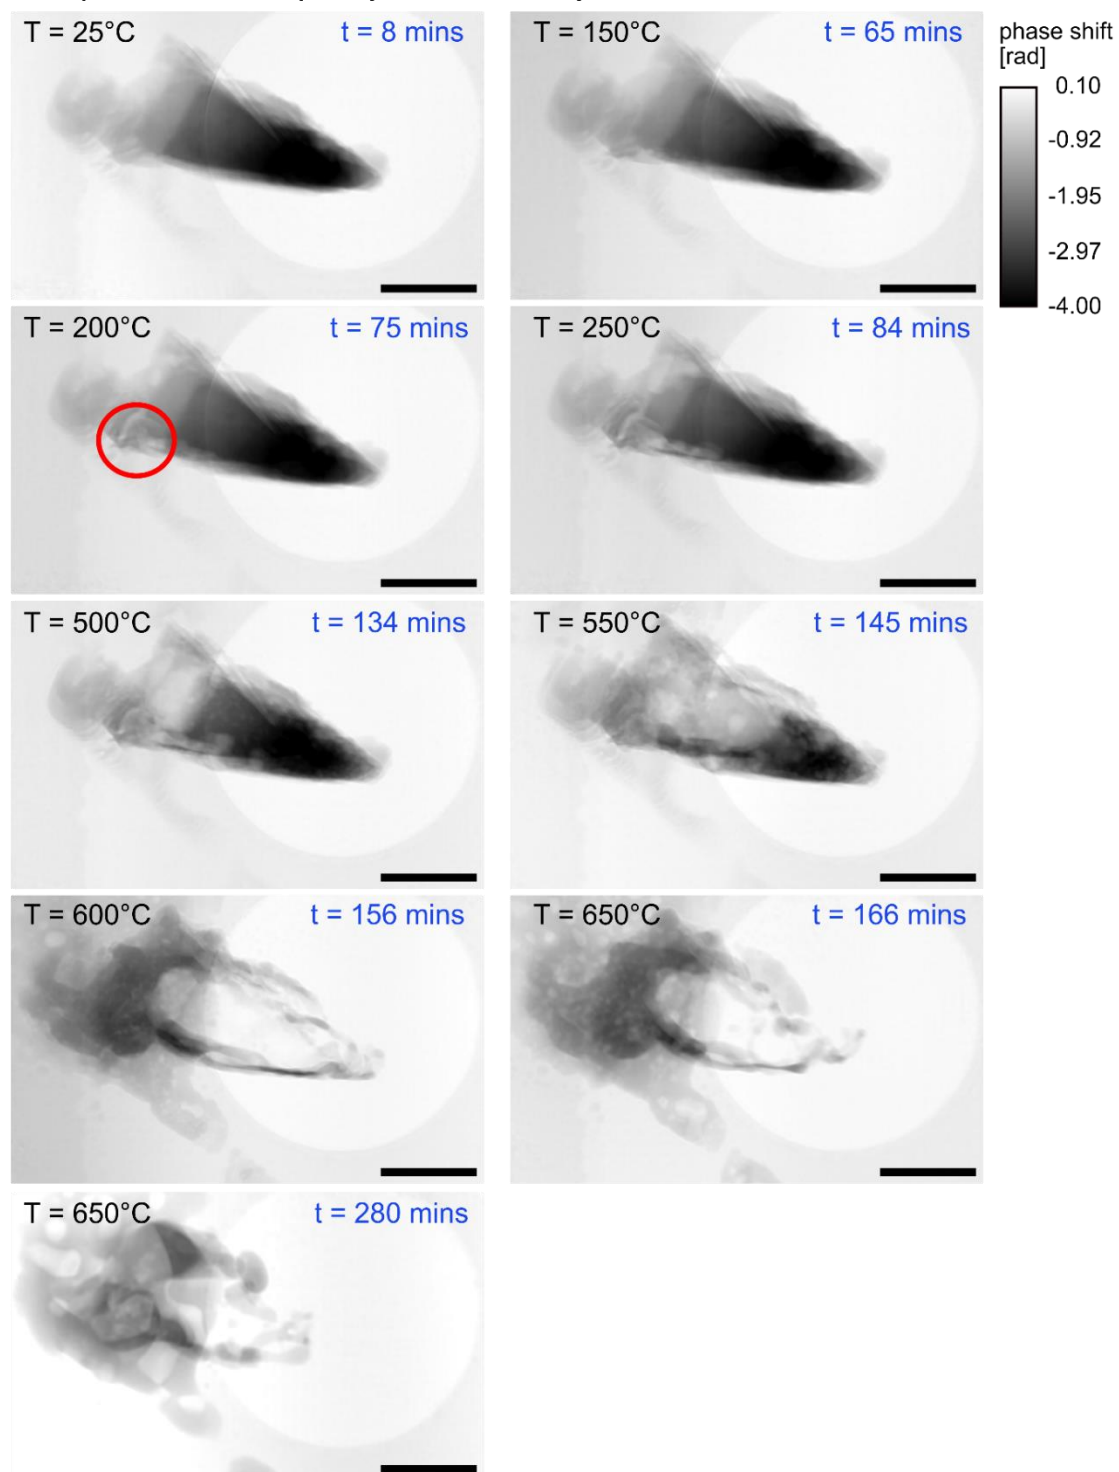 T = 25°C
t = 8 mins
T = 150°C
t = 65 mins
phase shift
[rad]
0.10
-0.92
-1.95
-2.97
-4.00
T = 200°C
t = 75 mins
T = 250°C
t = 84 mins
T = 500°C
t = 134 mins
T = 550°C
t = 145 mins
T = 600°C
t = 156 mins
T = 650°C
t = 166 mins
T = 650°C
t = 280 mins